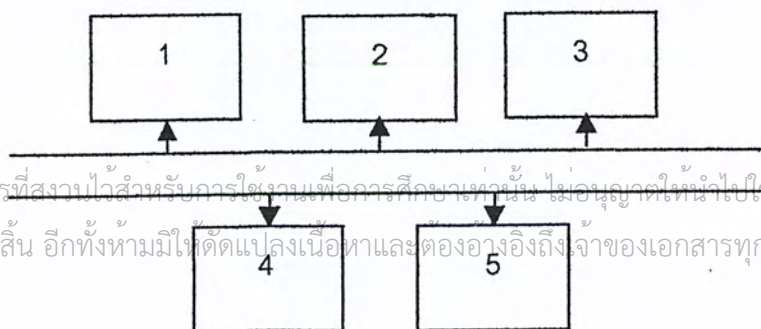 1 2 3
รที่สงวนไว้สำหรับการใช้งานเพื่อการศึกษาเท่านั้น ไม่อนุญาตให้นำไปใ
สิ้น อีกทั้งห้ามมิให้ดัดแปลงเนื้อหาและต้องอ้างอิงถึงเจ้าของเอกสารทุก
4 5